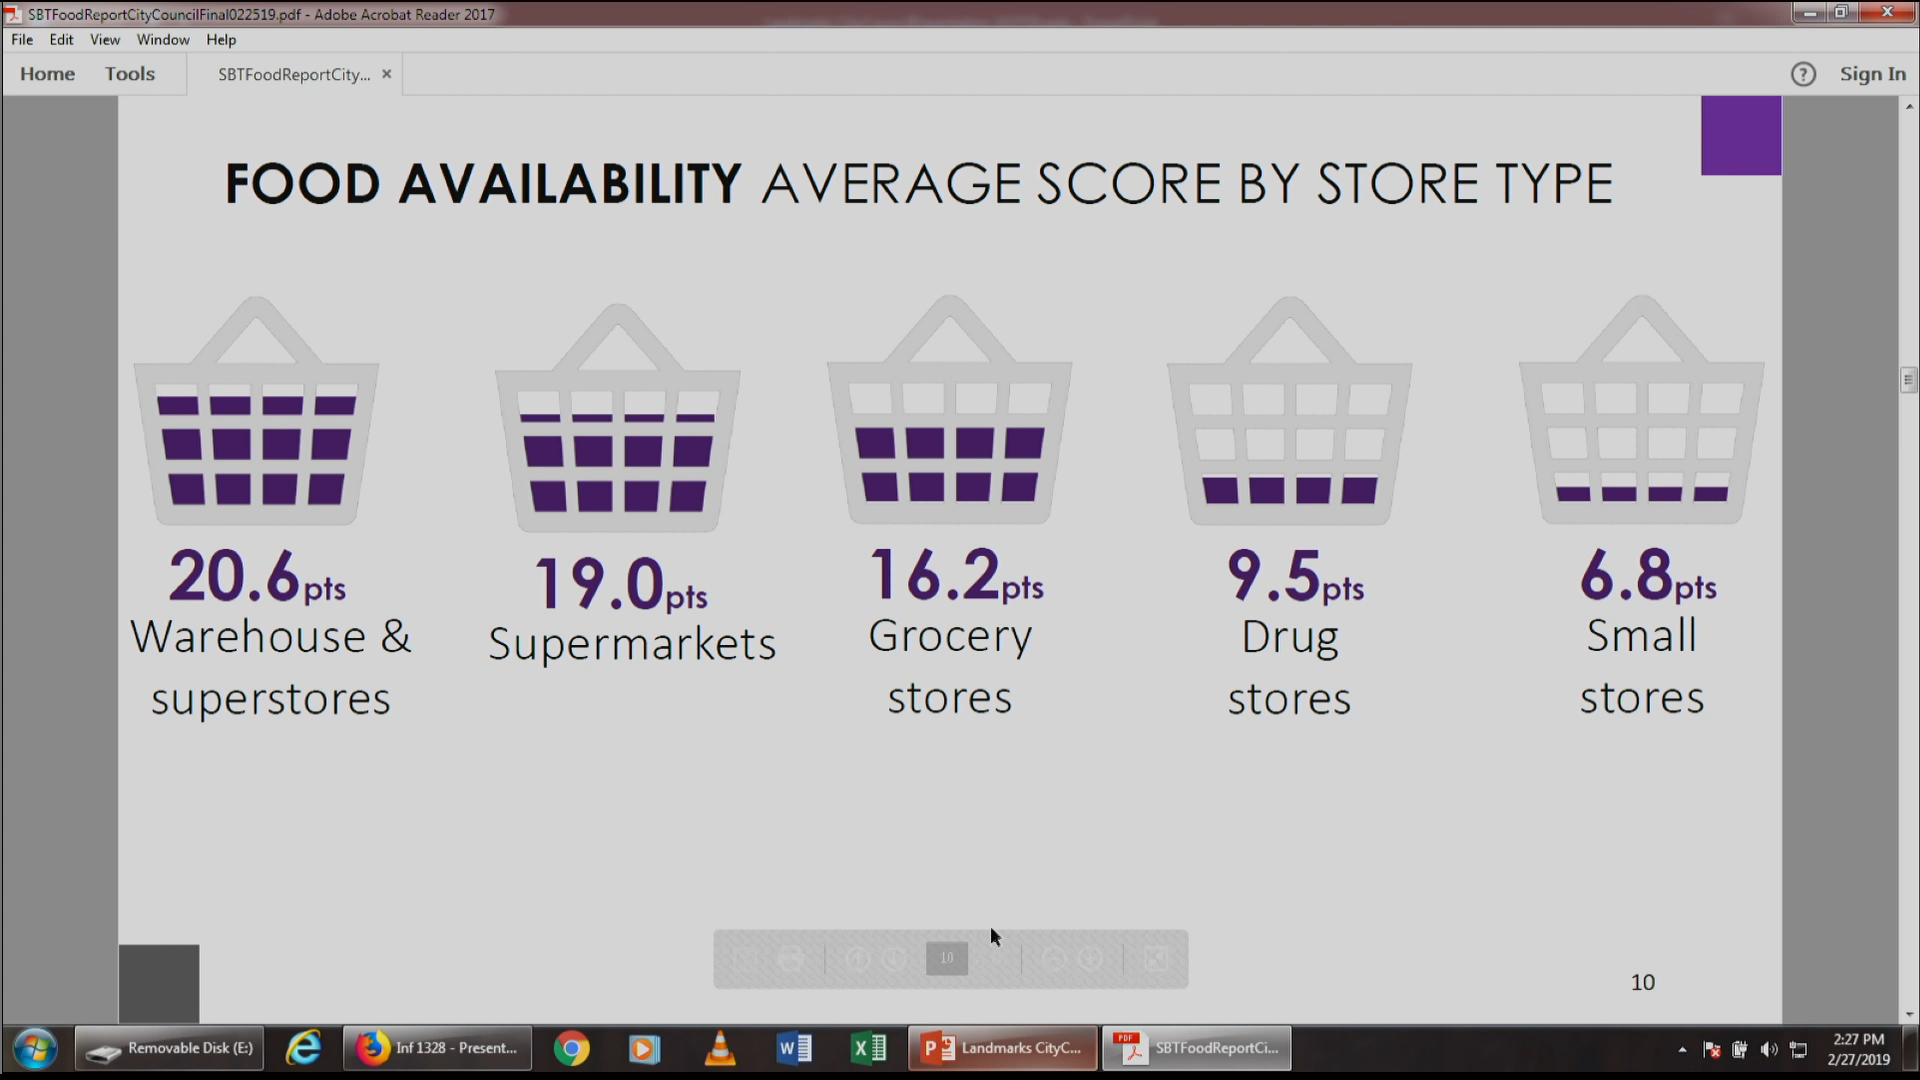 SBTFoodReportCityCouncilFinal022519.pdf - Adobe Acrobat Reader 2017
File Edit View Window Help
Home Tools SBTFoodReportCity... × ? Sign In
FOOD AVAILABILITY AVERAGE SCORE BY STORE TYPE
20.6pts
Warehouse &
superstores
19.0pts
Supermarkets
16.2pts
Grocery
stores
9.5pts
Drug
stores
6.8pts
Small
stores
10
10
Removable Disk (E:) Inf 1328 - Present... Landmarks CityC... SBTFoodReportCi...
2:27 PM
2/27/2019